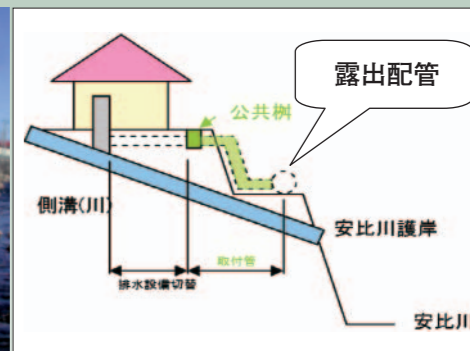 露出配管
公共桝
側溝(川)
安比川護岸
取付管
排水設備切替
安比川